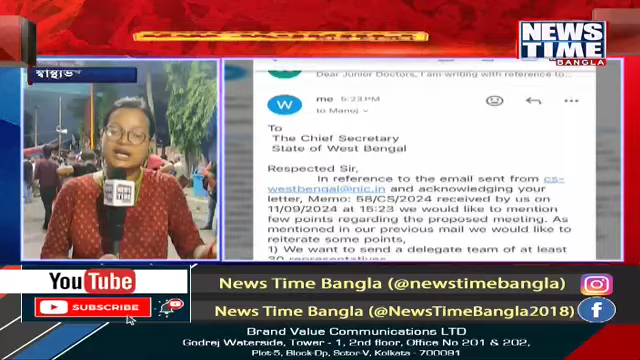 NEWS
TIME
BANGLA
স্বাস্থ্যভ
Dear Junior Doctors, I am writing with reference to...
W
me 5:23 PM
to Manoj
To
The Chief Secretary
State of West Bengal
Respected Sir,
In reference to the email sent from cs-
westbengal@nic.in and acknowledging your
letter, Memo: 58/CS/2024 received by us on
11/09/2024 at 15:23 we would like to mention
few points regarding the proposed meeting. As
mentioned in our previous mail we would like to
reiterate some points,
1) We want to send a delegate team of at least
30 representatives
YouTube
SUBSCRIBE
News Time Bangla (@newstimebangla)
News Time Bangla (@NewsTimeBangla2018)
Brand Value Communications LTD
Godrej Waterside, Tower - 1, 2nd floor, Office No 201 & 202,
Plot-5, Block-Dp, Sctor-V, Kolkata - 700091